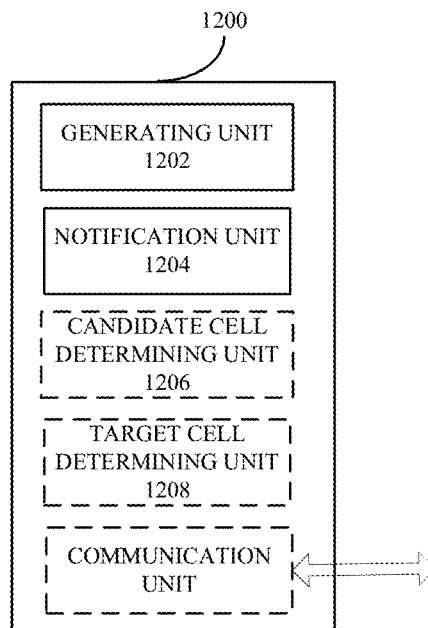 1200
GENERATING UNIT
1202
NOTIFICATION UNIT
1204
CANDIDATE CELL
DETERMINING UNIT
1206
TARGET CELL
DETERMINING UNIT
1208
COMMUNICATION
UNIT